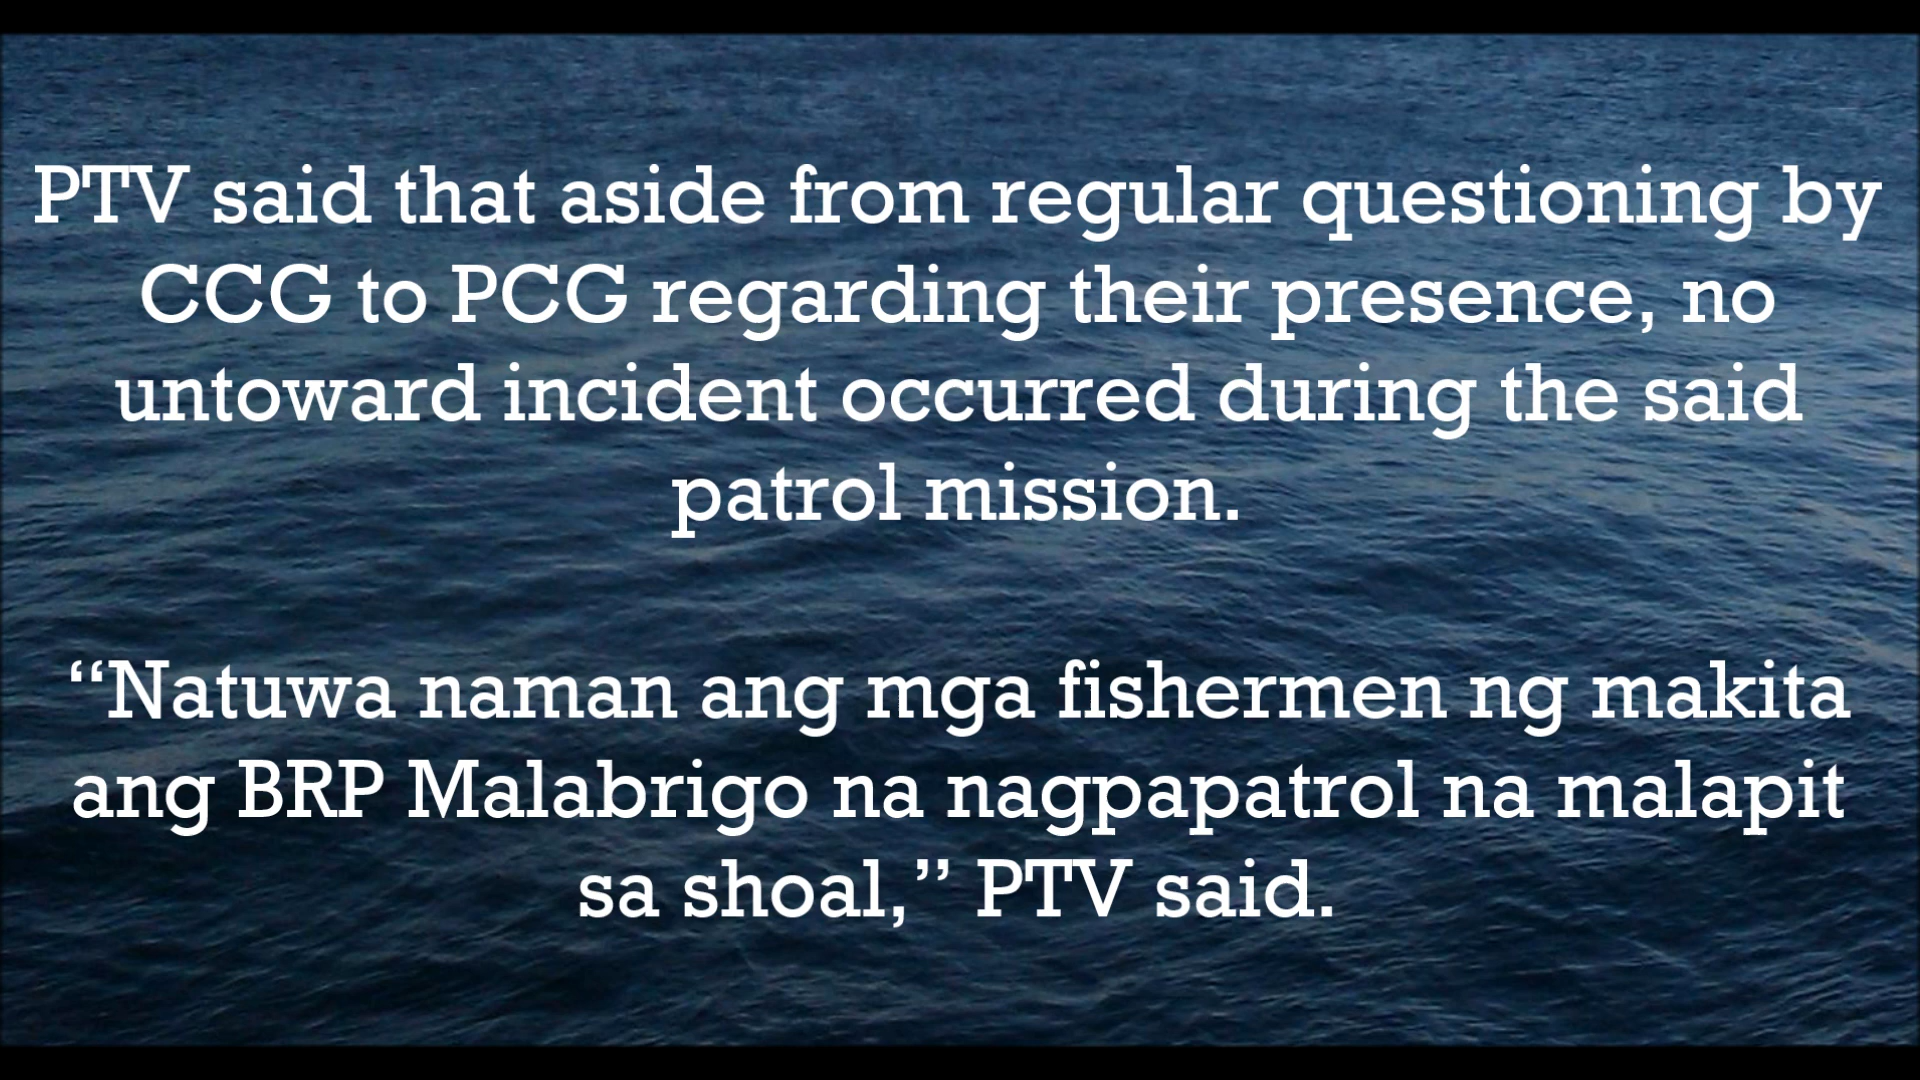 PTV said that aside from regular questioning by
CCG to PCG regarding their presence, no
untoward incident occurred during the said
patrol mission.
“Natuwa naman ang mga fishermen ng makita
ang BRP Malabrigo na nagpapatrol na malapit
sa shoal,” PTV said.